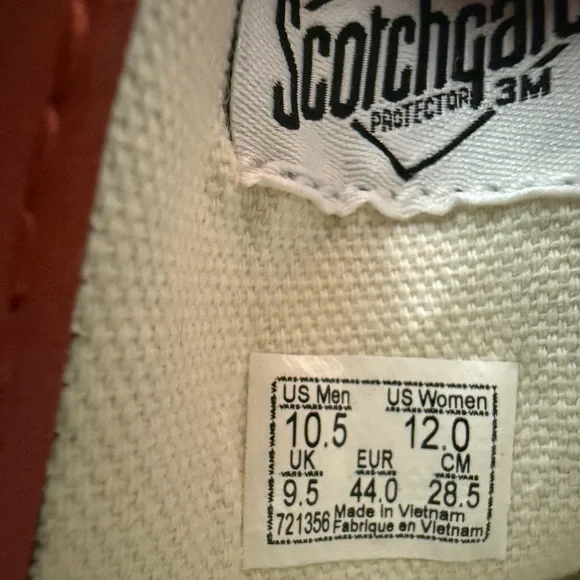 Scotchgard
PROTECTOR 3M
US Men US Women
10.5 12.0
UK EUR CM
9.5 44.0 28.5
721356 Made in Vietnam
Fabrique en Vietnam